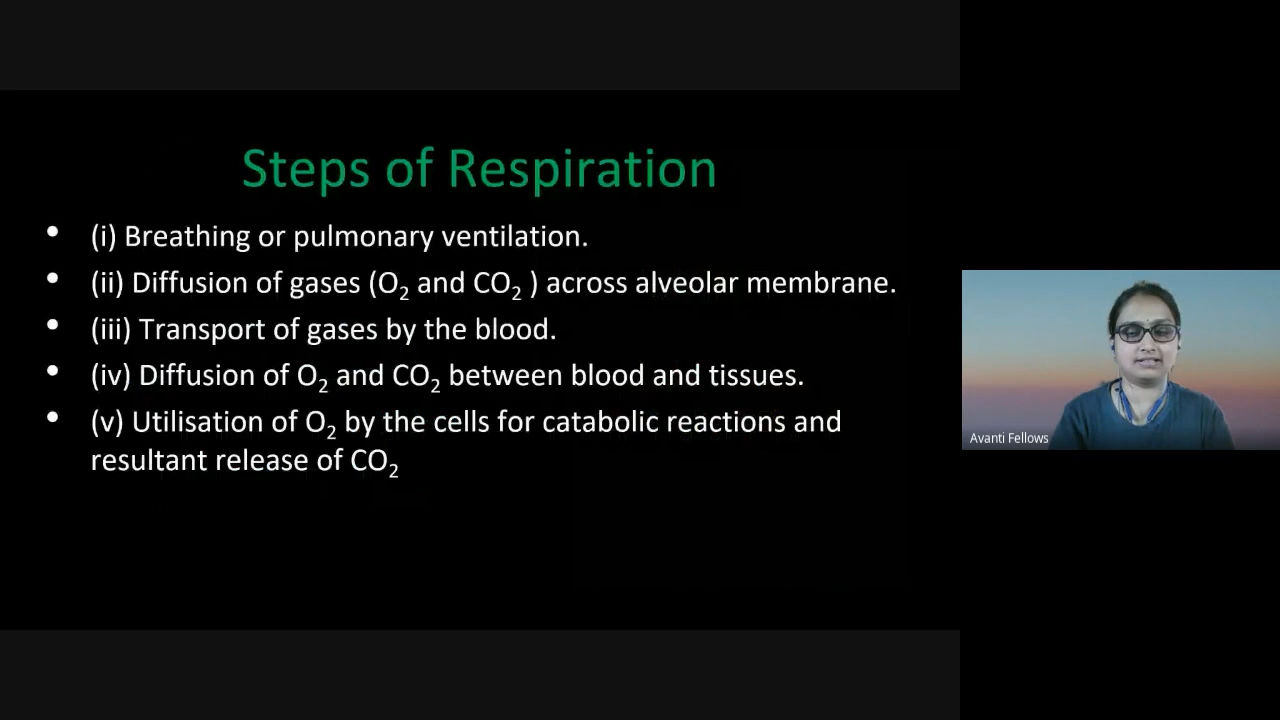 Steps of Respiration
• (i) Breathing or pulmonary ventilation.
• (ii) Diffusion of gases (O₂ and CO₂ ) across alveolar membrane.
• (iii) Transport of gases by the blood.
• (iv) Diffusion of O₂ and CO₂ between blood and tissues.
• (v) Utilisation of O₂ by the cells for catabolic reactions and
resultant release of CO₂
Avanti Fellows